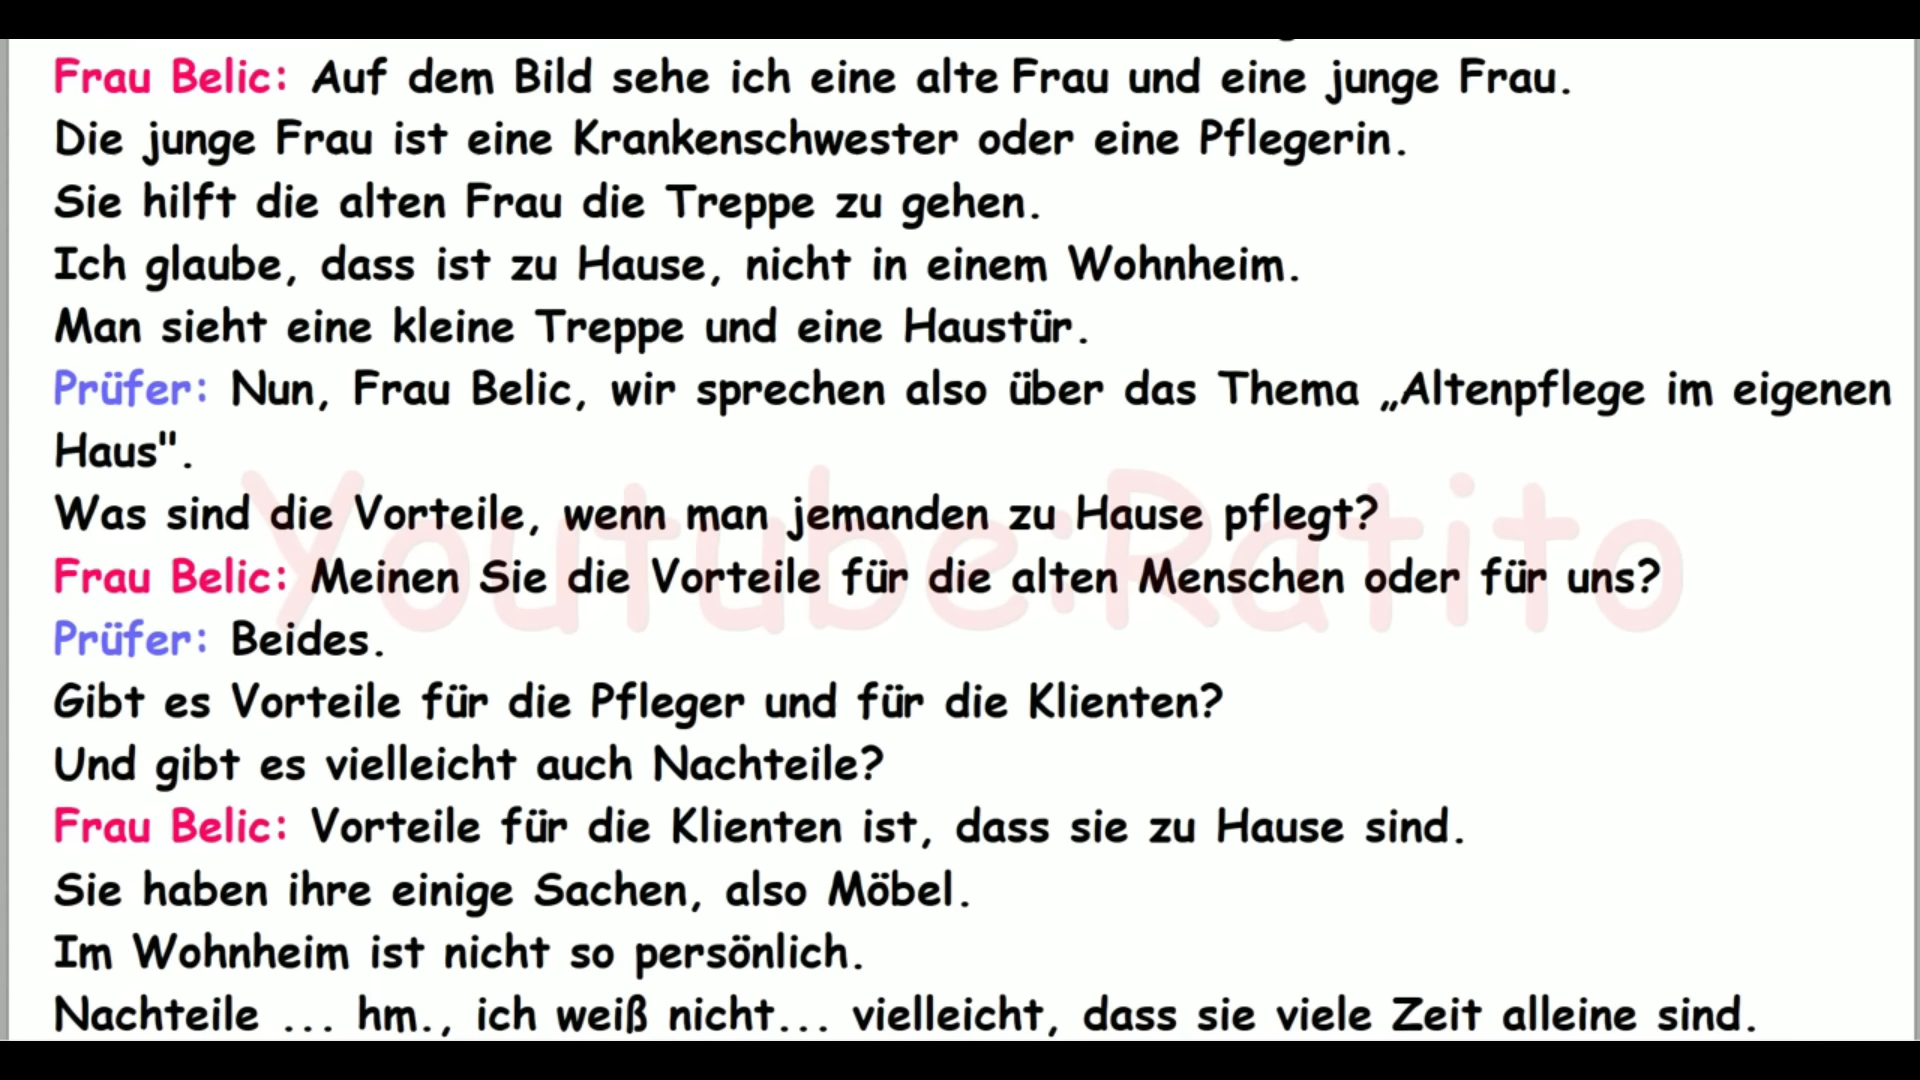 Frau Belic: Auf dem Bild sehe ich eine alte Frau und eine junge Frau.
Die junge Frau ist eine Krankenschwester oder eine Pflegerin.
Sie hilft die alten Frau die Treppe zu gehen.
Ich glaube, dass ist zu Hause, nicht in einem Wohnheim.
Man sieht eine kleine Treppe und eine Haustür.
Prüfer: Nun, Frau Belic, wir sprechen also über das Thema „Altenpflege im eigenen
Haus".
Was sind die Vorteile, wenn man jemanden zu Hause pflegt?
Youtube:Ratito
Frau Belic: Meinen Sie die Vorteile für die alten Menschen oder für uns?
Prüfer: Beides.
Gibt es Vorteile für die Pfleger und für die Klienten?
Und gibt es vielleicht auch Nachteile?
Frau Belic: Vorteile für die Klienten ist, dass sie zu Hause sind.
Sie haben ihre einige Sachen, also Möbel.
Im Wohnheim ist nicht so persönlich.
Nachteile ... hm., ich weiß nicht... vielleicht, dass sie viele Zeit alleine sind.